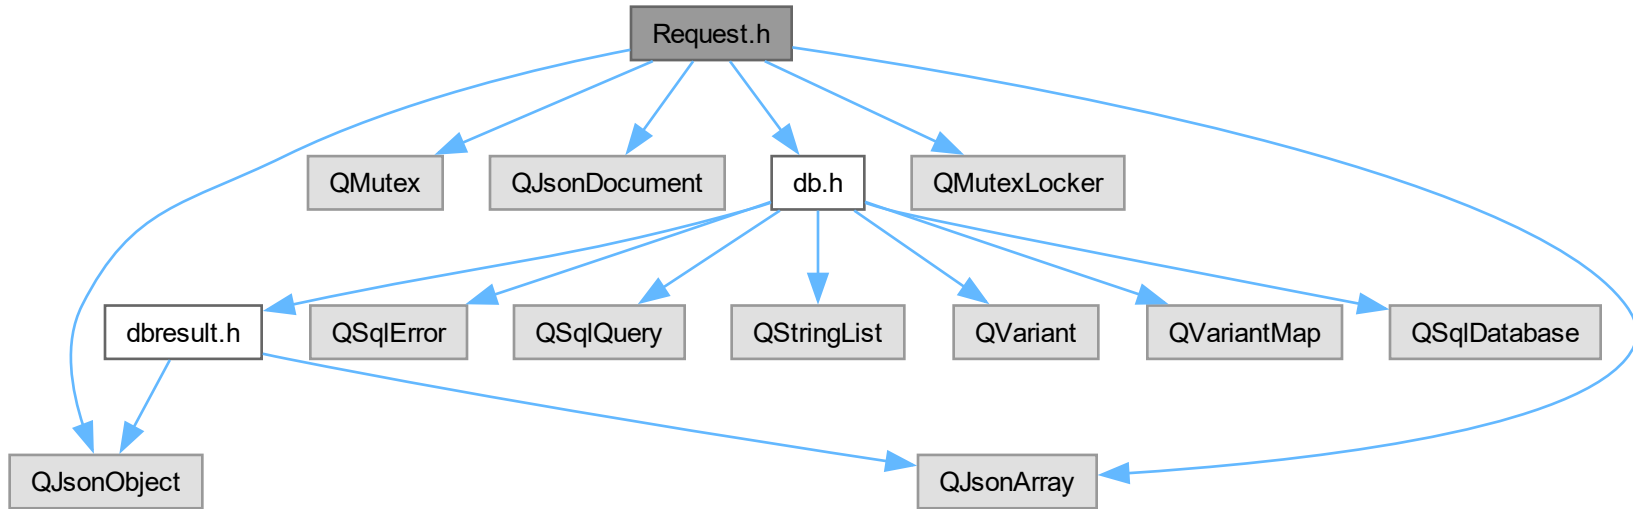 Request.h
QMutex
QJsonDocument
db.h
QMutexLocker
dbresult.h
QSqlError
QSqlQuery
QStringList
QVariant
QVariantMap
QSqlDatabase
QJsonObject
QJsonArray